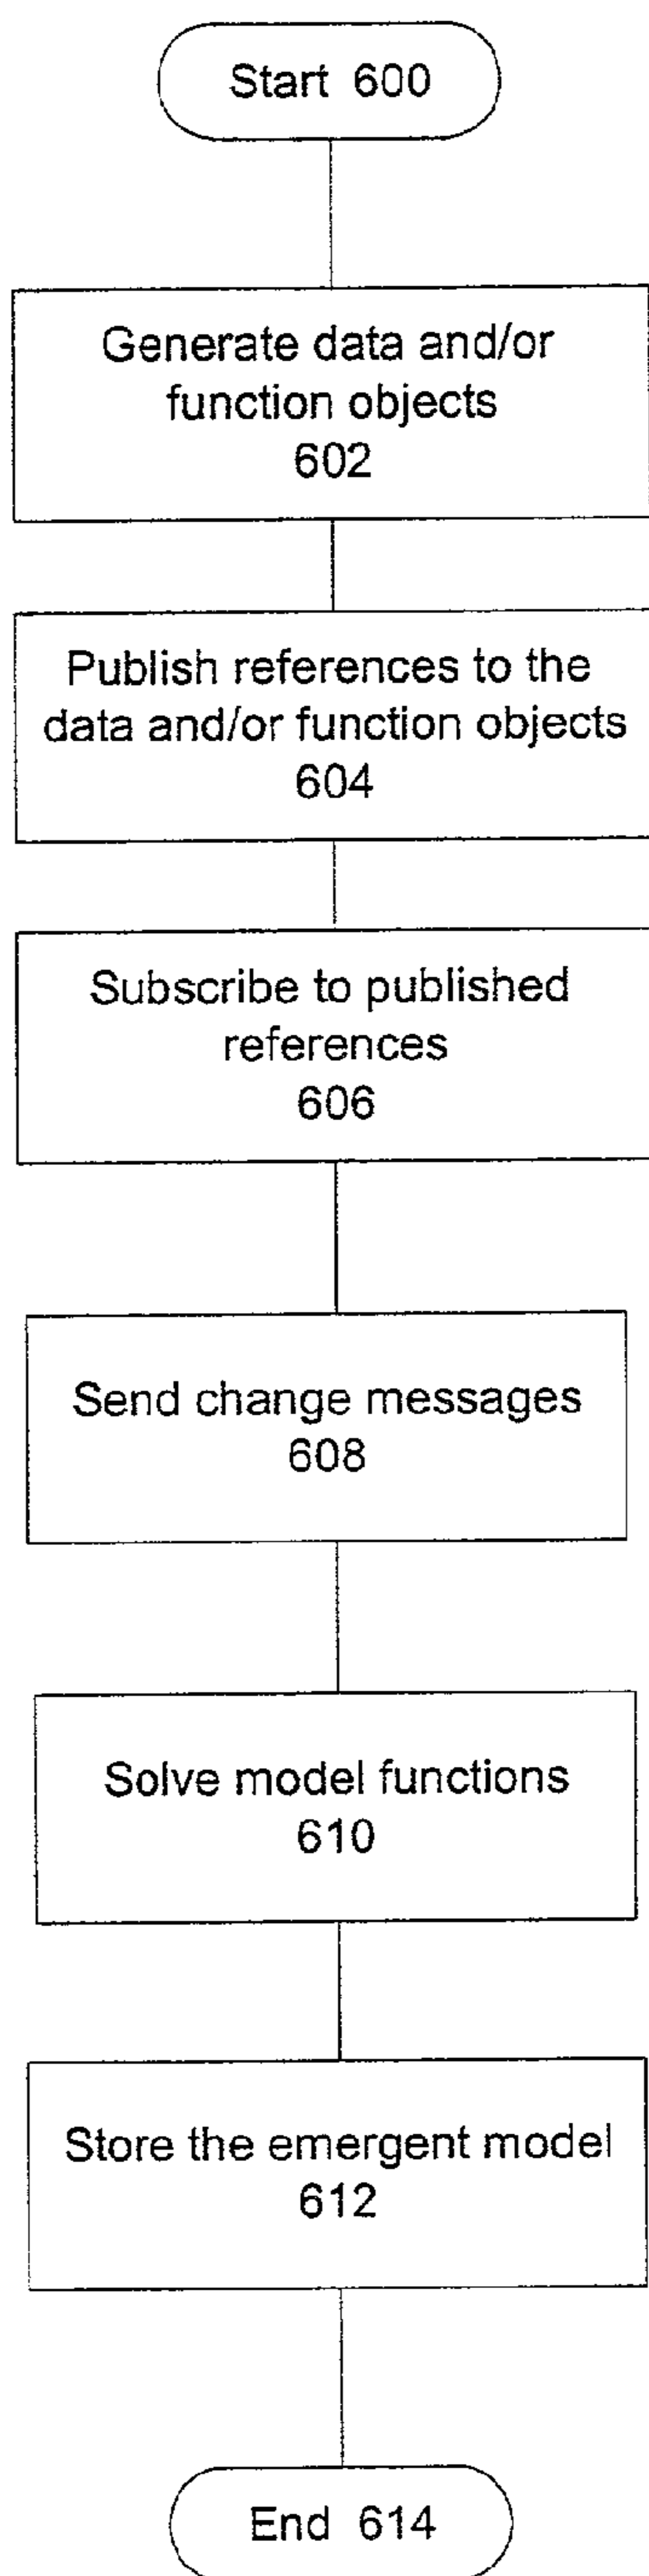 Start 600
Generate data and/or
function objects
602
Publish references to the
data and/or function objects
604
Subscribe to published
references
606
Send change messages
608
Solve model functions
610
Store the emergent model
612
End 614